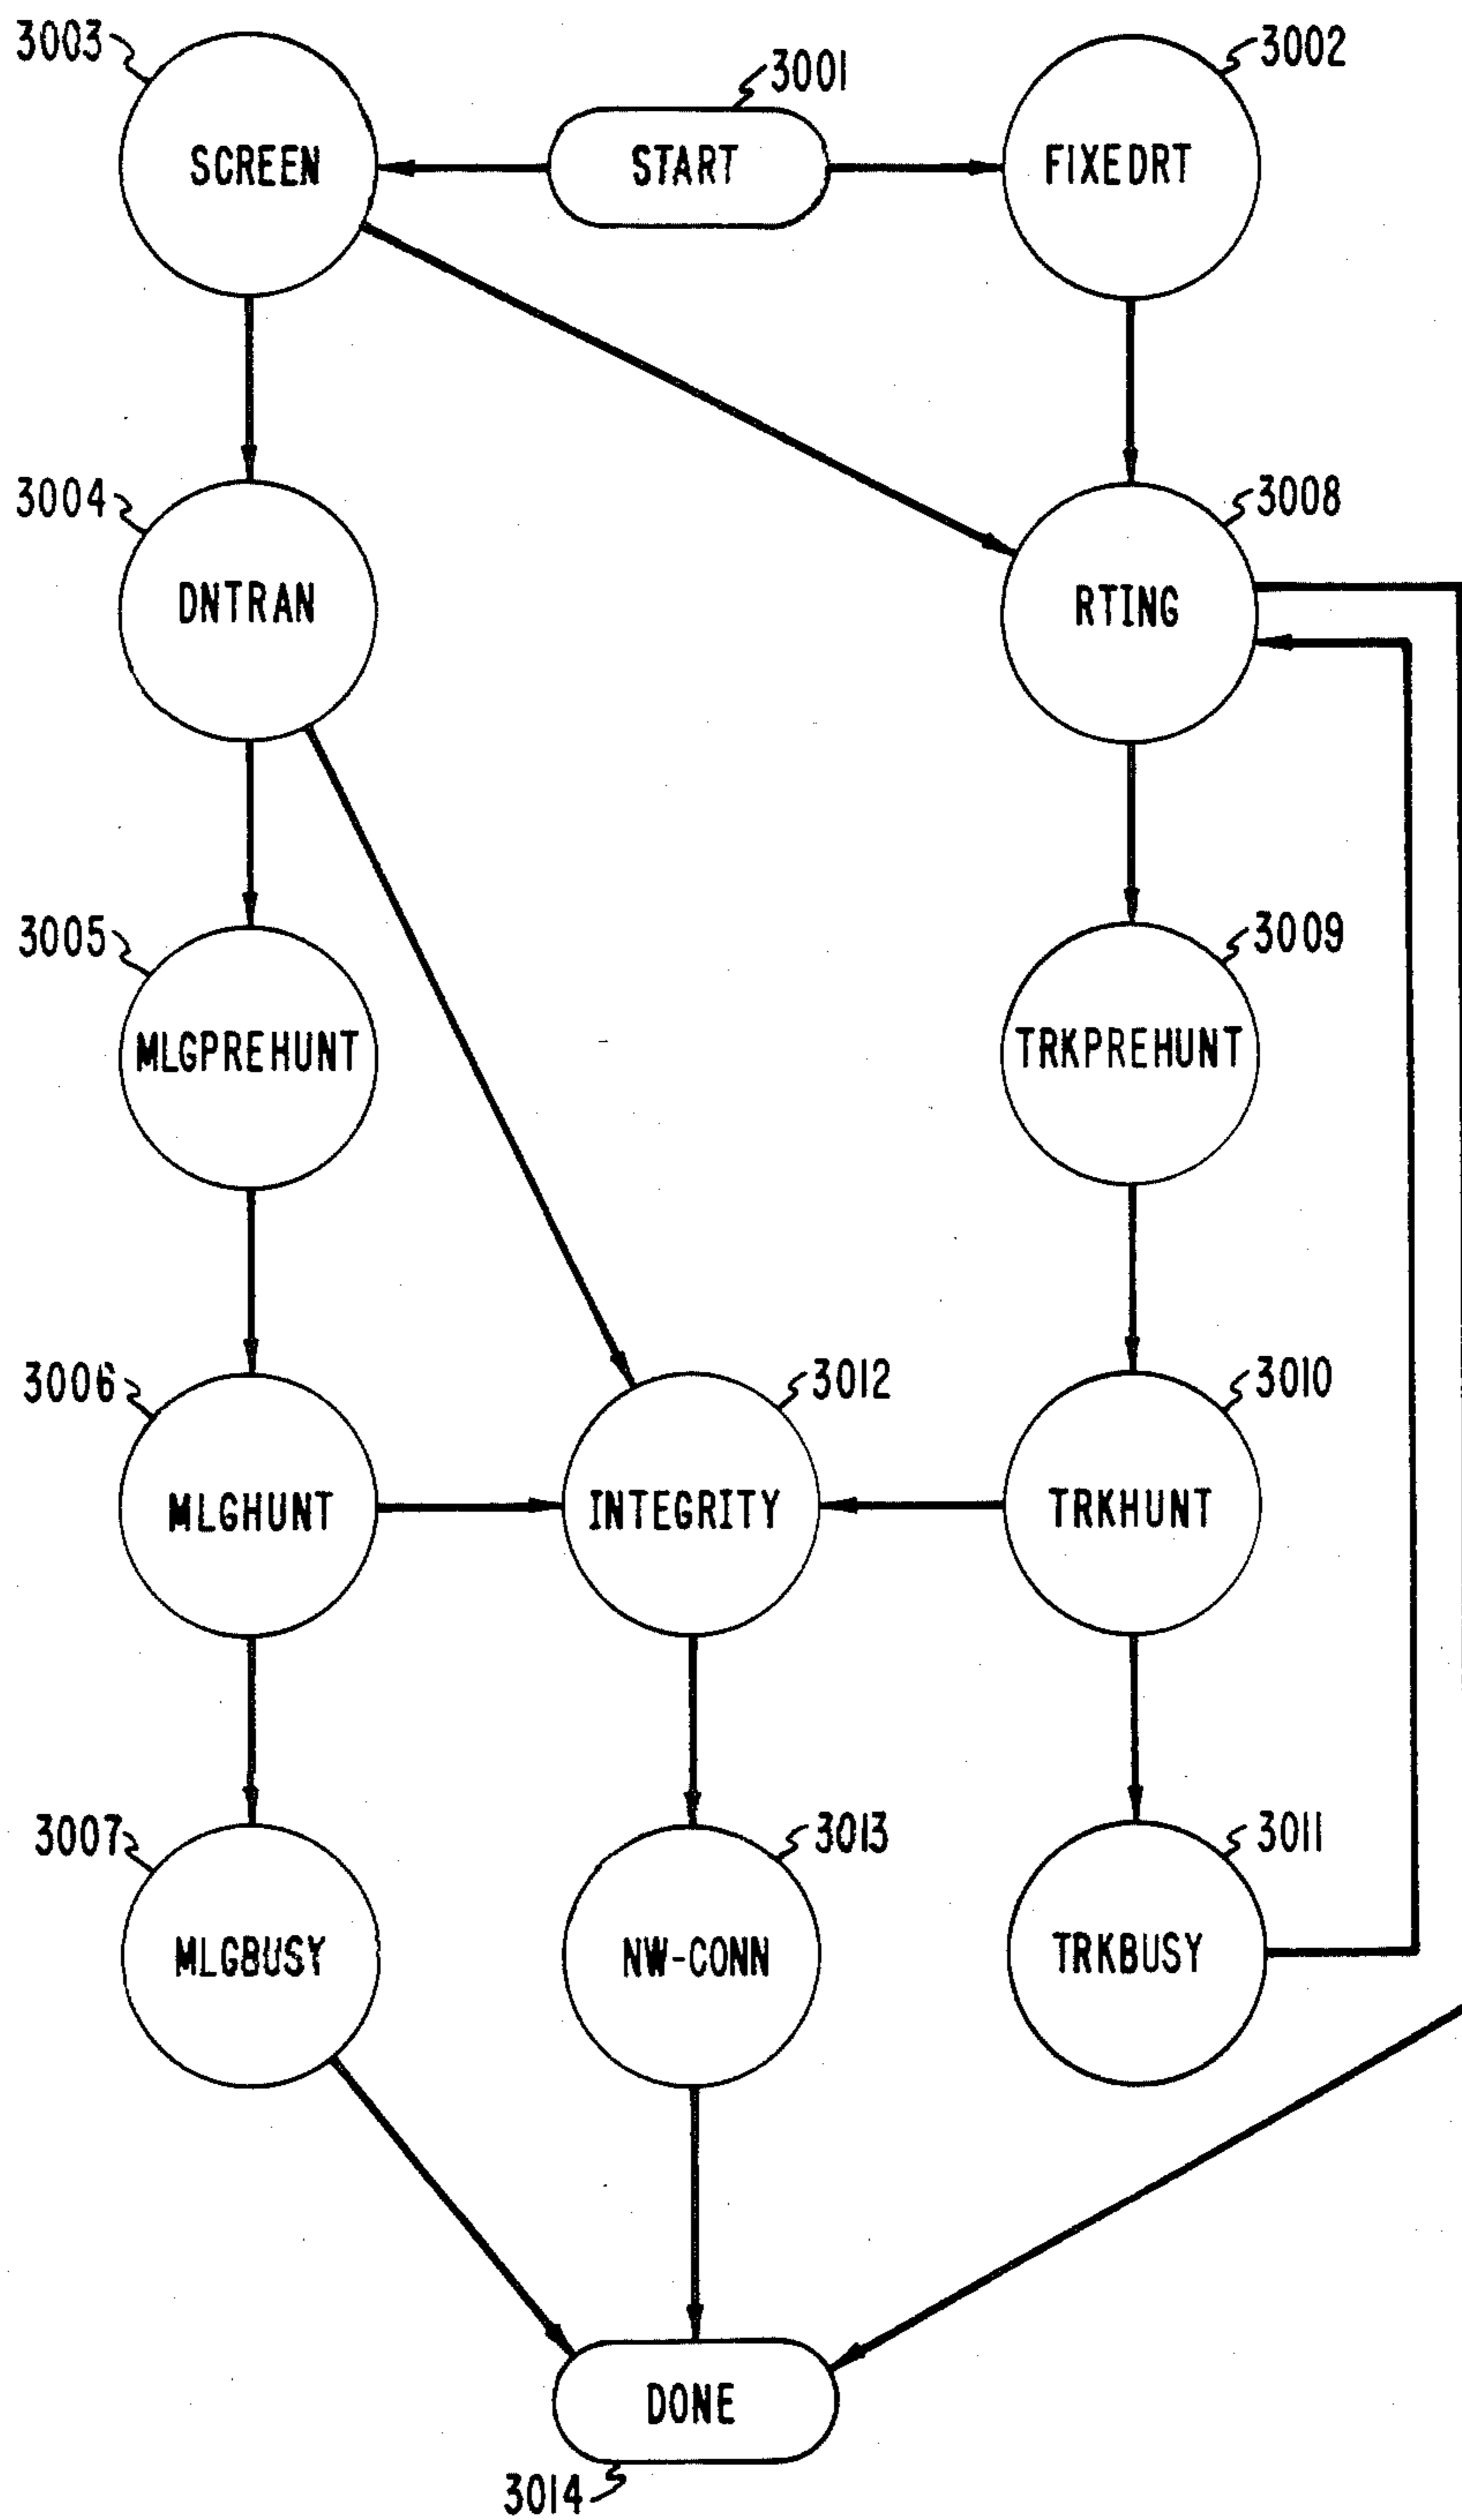 3003
3001
3002
SCREEN
START
FIXEDRT
3004
3008
DNTRAN
RTING
3005
3009
MLGPREHUNT
TRKPREHUNT
3006
3012
3010
MLGHUNT
INTEGRITY
TRKHUNT
3007
3013
3011
MLGBUSY
NW-CONN
TRKBUSY
DONE
3014